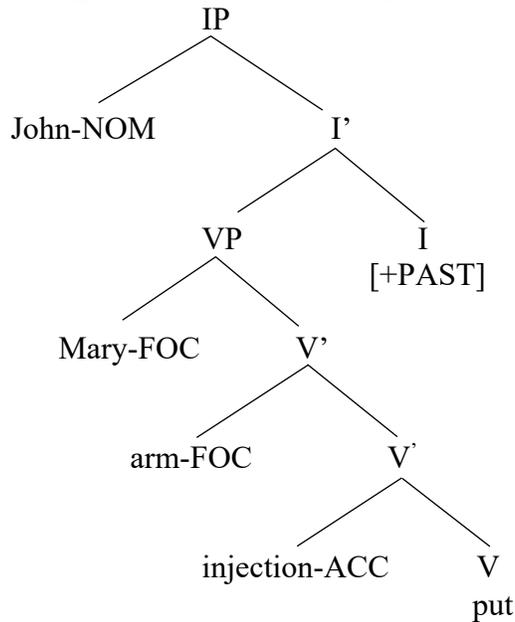 IP
John-NOM I’
VP I
[+PAST]
Mary-FOC V’
arm-FOC V’
injection-ACC V
put